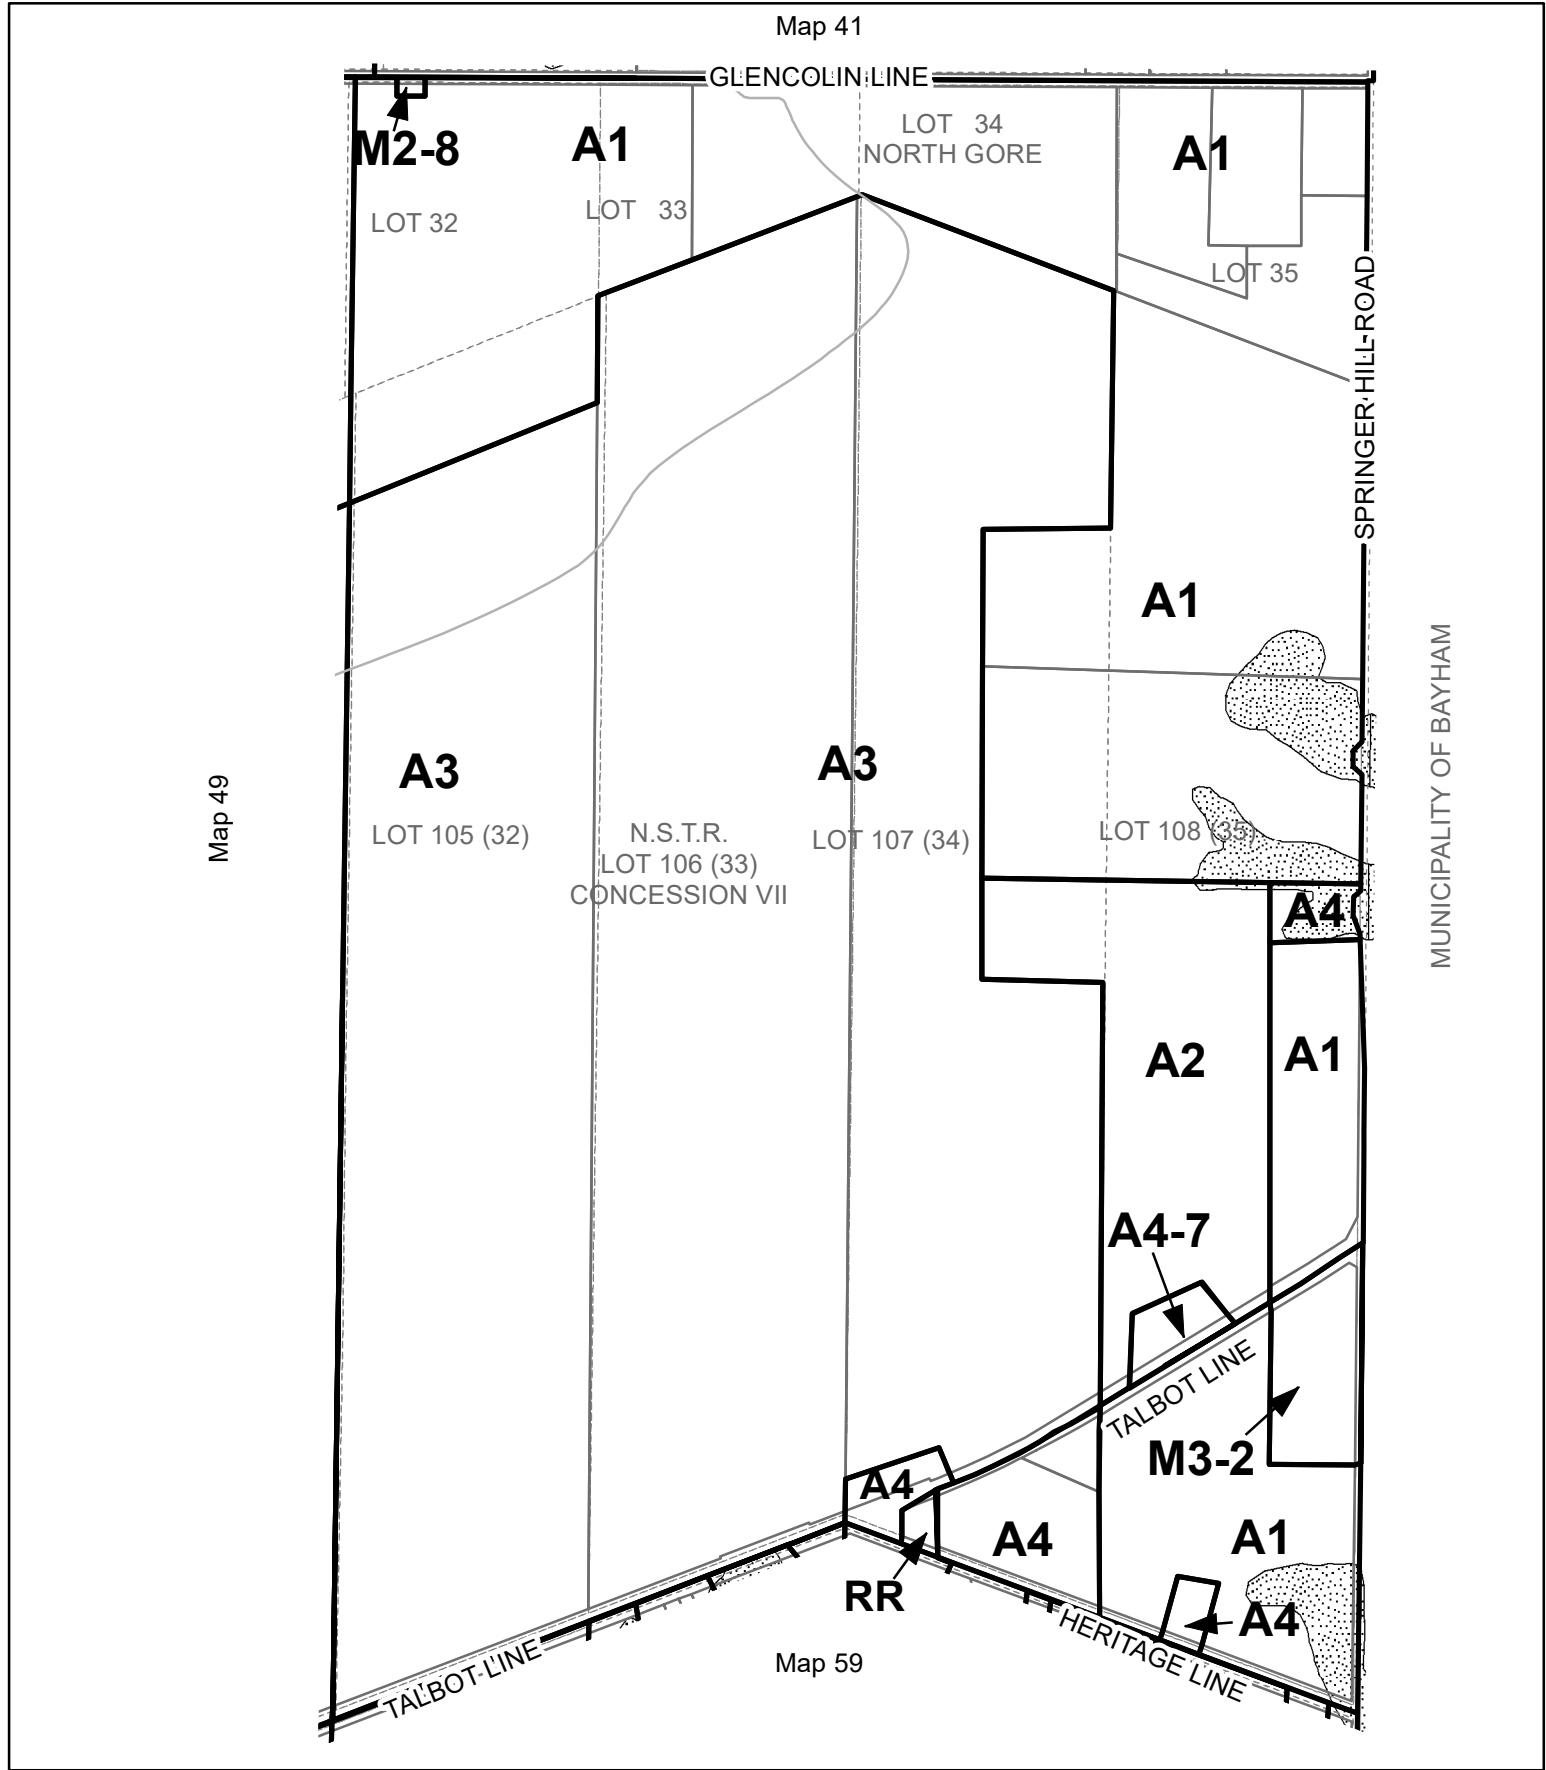 Map 41
GLENCOLIN LINE
M2-8
A1
LOT 34
NORTH GORE
A1
LOT 32
LOT 33
LOT 35
SPRINGER HILL ROAD
A1
MUNICIPALITY OF BAYHAM
Map 49
A3
A3
LOT 105 (32)
N.S.T.R.
LOT 106 (33)
CONCESSION VII
LOT 107 (34)
LOT 108 (35)
A4
A2
A1
A4-7
TALBOT LINE
M3-2
A4
A4
A1
RR
A4
HERITAGE LINE
TALBOT LINE
Map 59